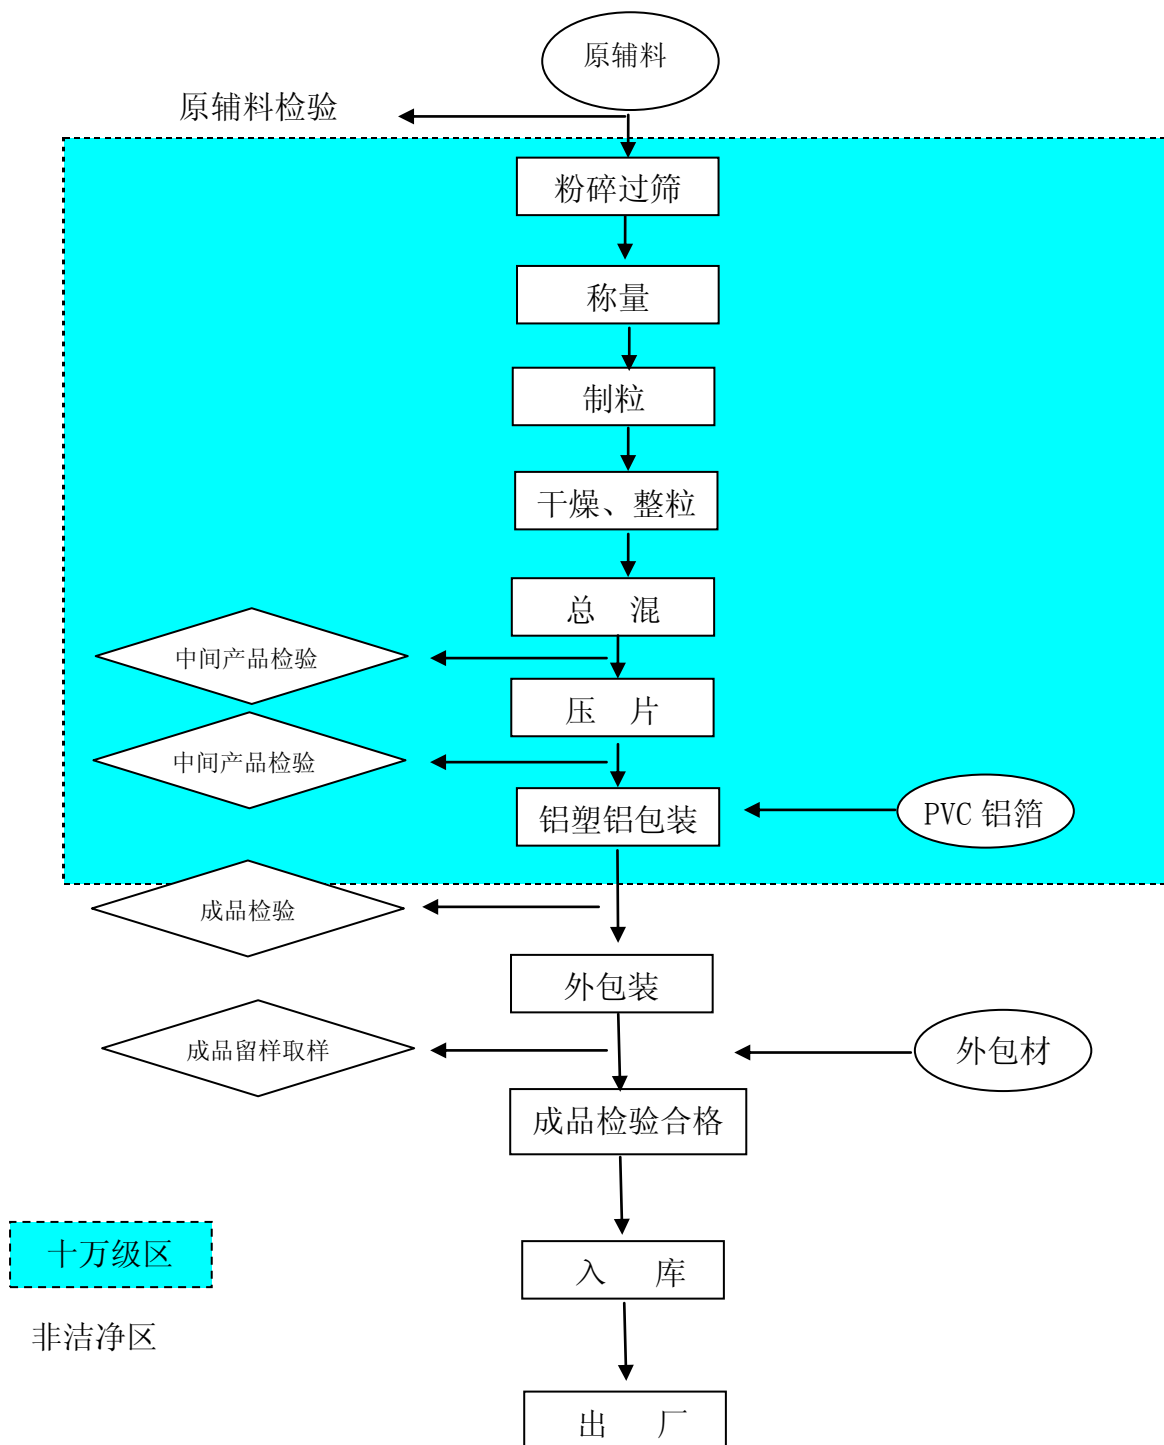 原辅料
原辅料检验
粉碎过筛
称量
制粒
干燥、整粒
总 混
中间产品检验
压 片
中间产品检验
铝塑铝包装
PVC 铝箔
成品检验
外包装
成品留样取样
外包材
成品检验合格
十万级区
入 库
非洁净区
出 厂